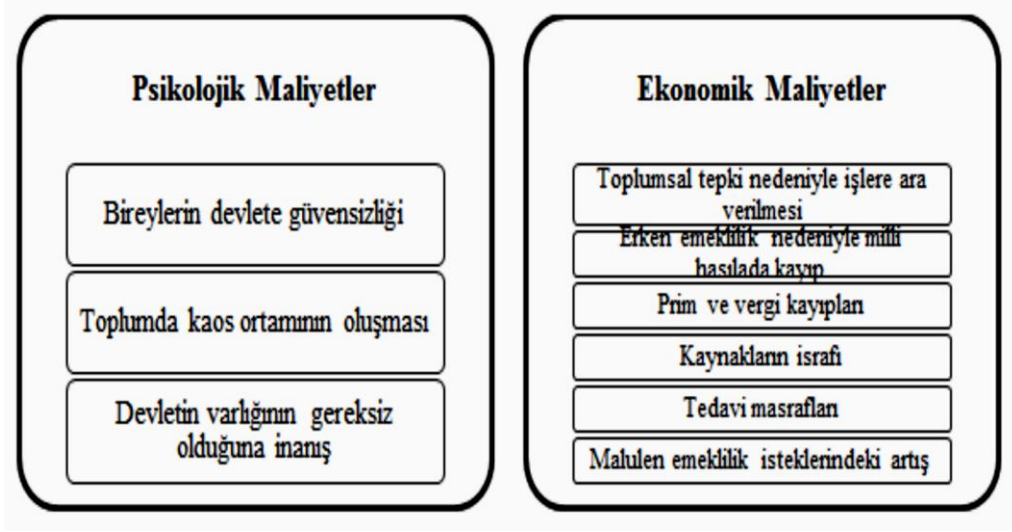 Psikolojik Maliyetler
Bireylerin devlete güvensizliği
Toplumda kaos ortamının oluşması
Devletin varlığının gereksiz
olduğuna inanış
Ekonomik Maliyetler
Toplumsal tepki nedeniyle işlere ara
verilmesi
Erken emeklilik nedeniyle milli
hasılada kayıp
Prim ve vergi kayıpları
Kaynakların israfı
Tedavi masrafları
Malulen emeklilik isteklerindeki artış